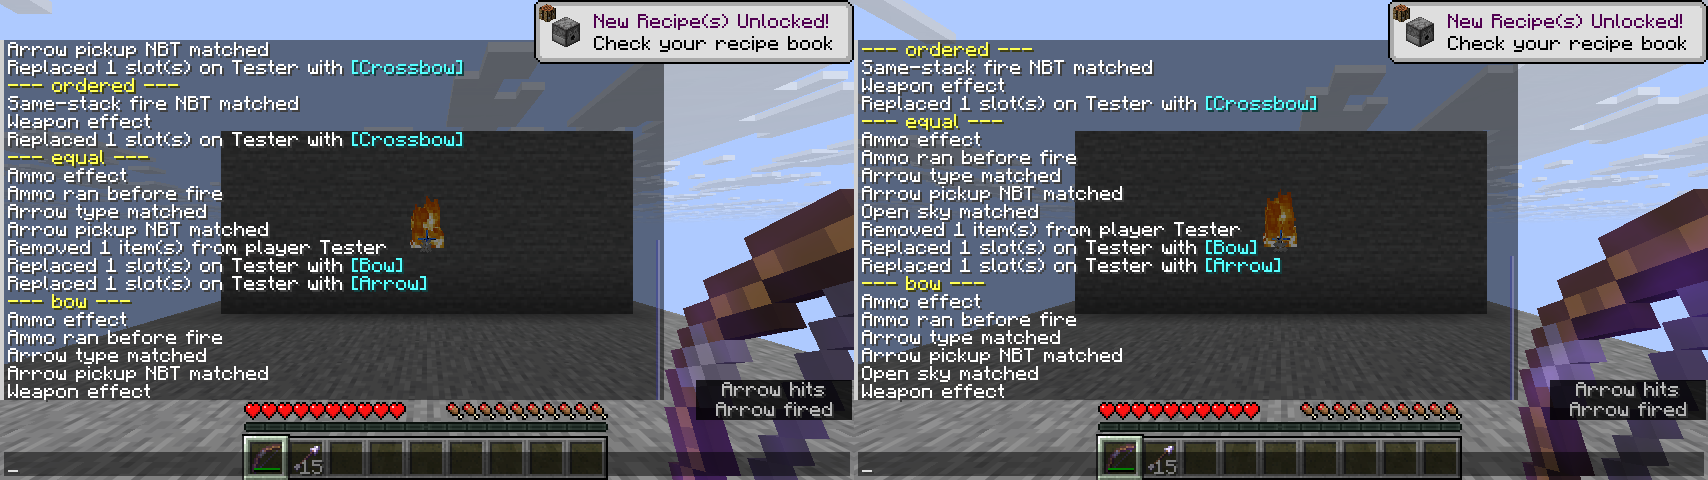 New Recipe(s) Unlocked!
Check your recipe book
Arrow pickup NBT matched
Replaced 1 slot(s) on Tester with [Crossbow]
--- ordered ---
Same-stack fire NBT matched
Weapon effect
Replaced 1 slot(s) on Tester with [Crossbow]
--- equal ---
Ammo effect
Ammo ran before fire
Arrow type matched
Arrow pickup NBT matched
Removed 1 item(s) from player Tester
Replaced 1 slot(s) on Tester with [Bow]
Replaced 1 slot(s) on Tester with [Arrow]
--- bow ---
Ammo effect
Ammo ran before fire
Arrow type matched
Arrow pickup NBT matched
Weapon effect
Arrow hits
Arrow fired
15
_
New Recipe(s) Unlocked!
Check your recipe book
--- ordered ---
Same-stack fire NBT matched
Weapon effect
Replaced 1 slot(s) on Tester with [Crossbow]
--- equal ---
Ammo effect
Ammo ran before fire
Arrow type matched
Arrow pickup NBT matched
Open sky matched
Removed 1 item(s) from player Tester
Replaced 1 slot(s) on Tester with [Bow]
Replaced 1 slot(s) on Tester with [Arrow]
--- bow ---
Ammo effect
Ammo ran before fire
Arrow type matched
Arrow pickup NBT matched
Open sky matched
Weapon effect
Arrow hits
Arrow fired
15
_